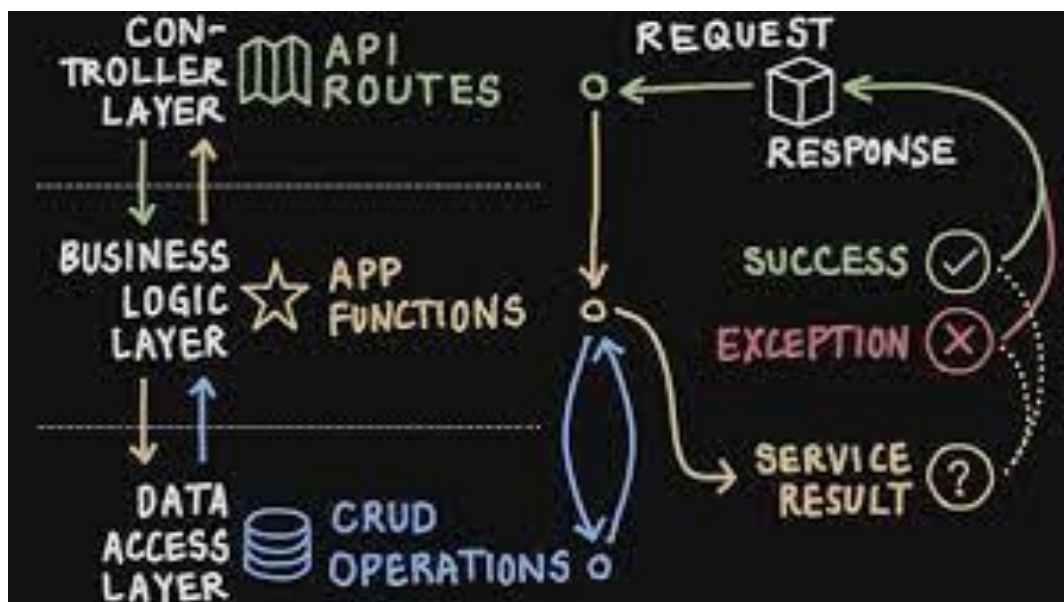 CON-
TROLLER
LAYER
API
ROUTES
REQUEST
RESPONSE
BUSINESS
LOGIC
LAYER
APP
FUNCTIONS
SUCCESS
EXCEPTION
SERVICE
RESULT
?
DATA
ACCESS
LAYER
CRUD
OPERATIONS